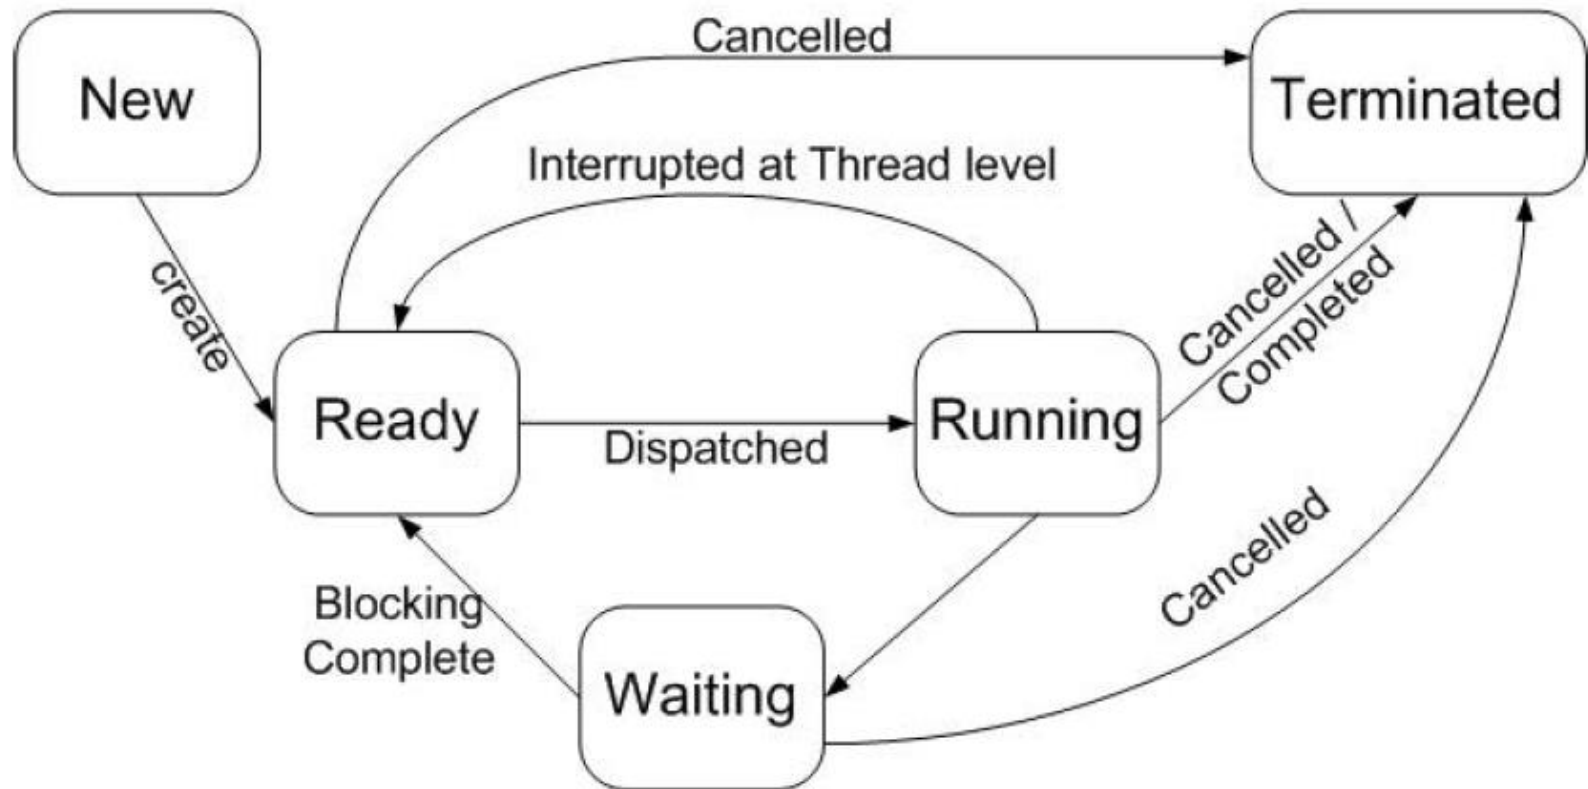 Cancelled
New
Terminated
Interrupted at Thread level
create
Cancelled /
Completed
Ready
Dispatched
Running
Cancelled
Blocking
Complete
Waiting